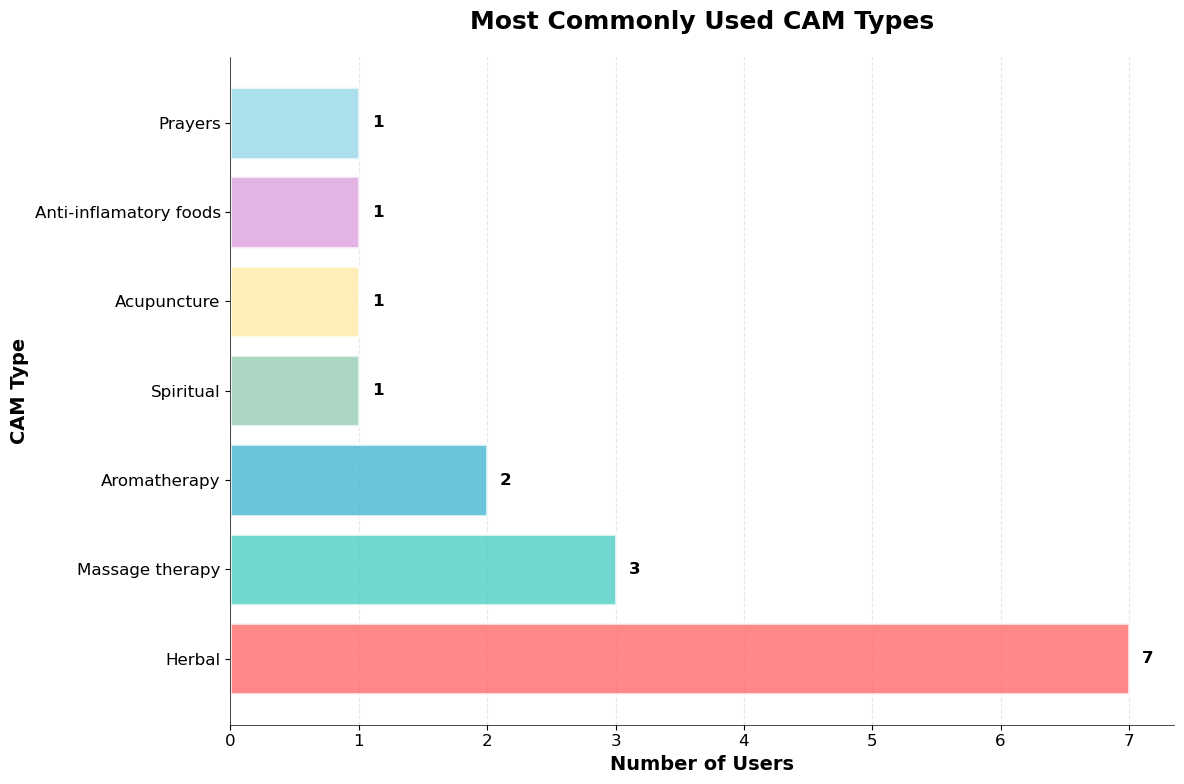 Most Commonly Used CAM Types
CAM Type
Prayers
1
Anti-inflamatory foods
1
Acupuncture
1
Spiritual
1
Aromatherapy
2
Massage therapy
3
Herbal
7
0 1 2 3 4 5 6 7
Number of Users